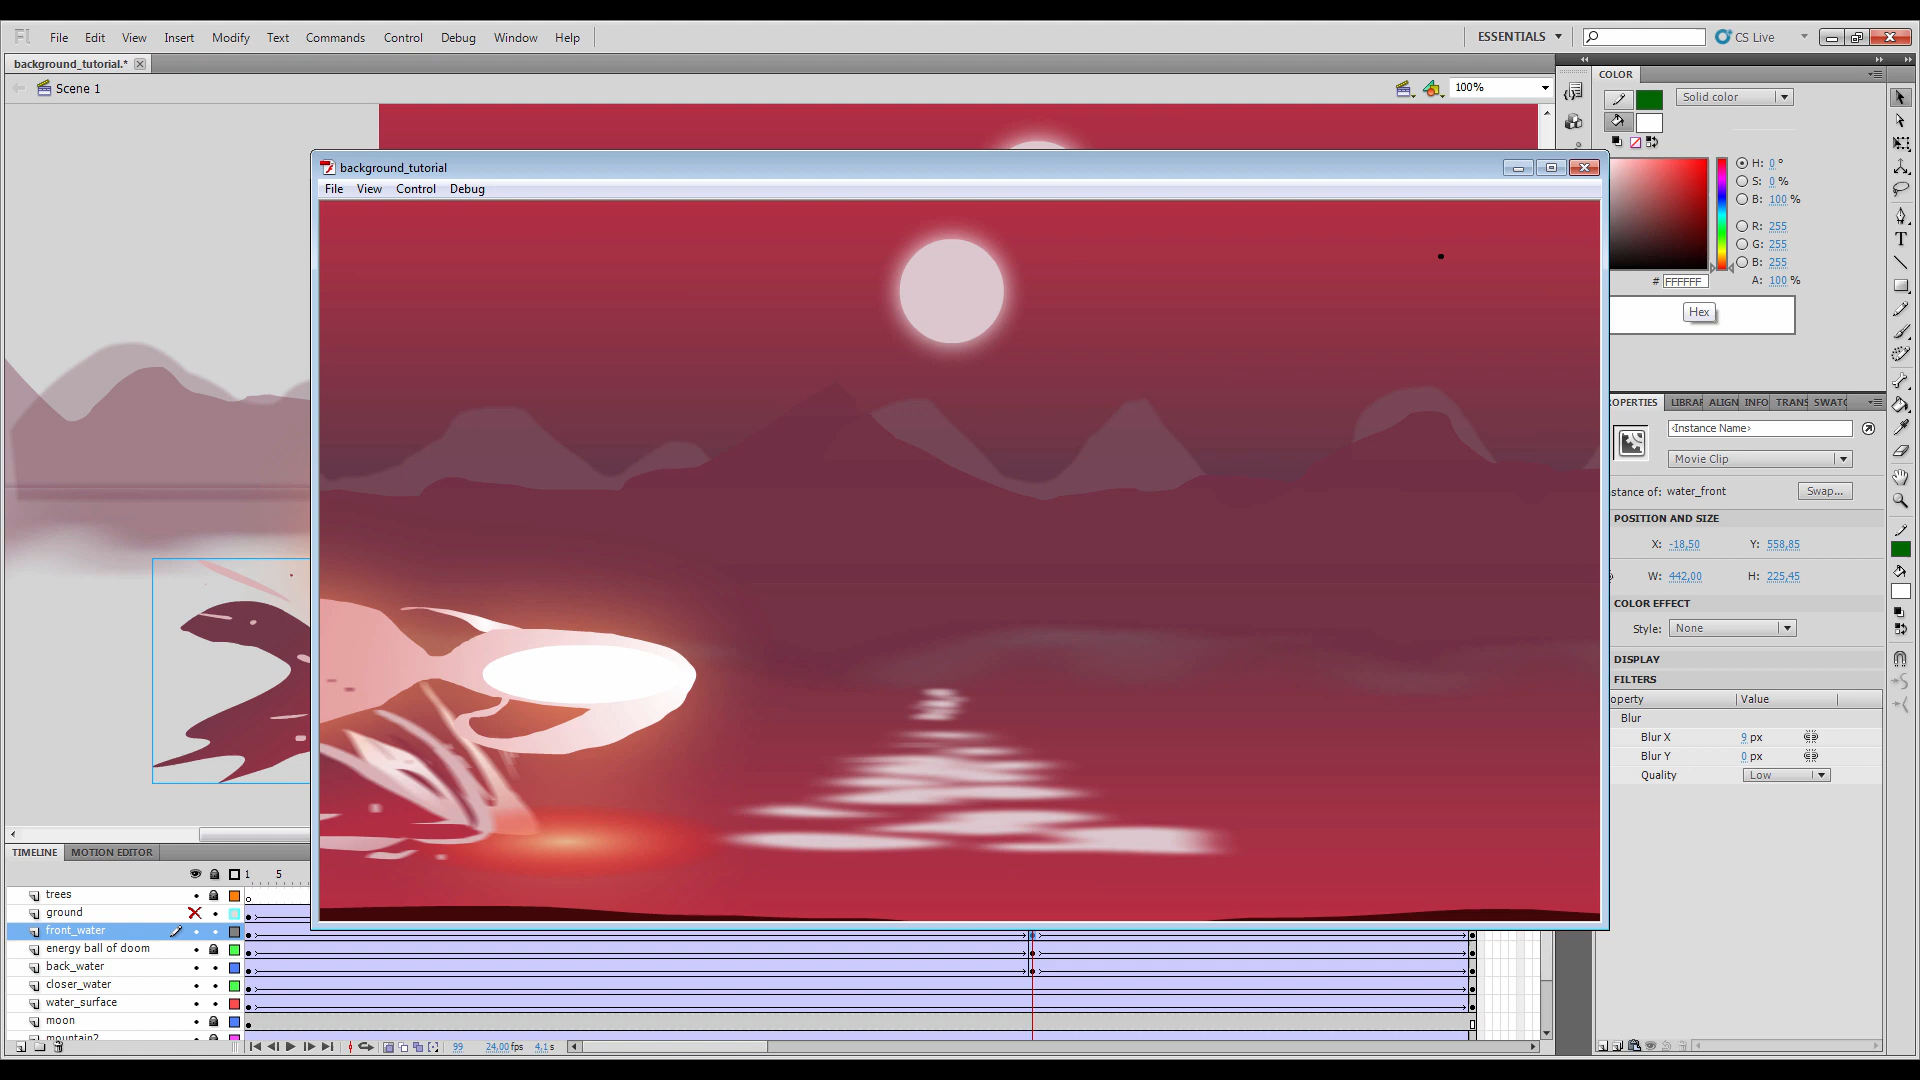 Fl File Edit View Insert Modify Text Commands Control Debug Window Help ESSENTIALS CS Live
background_tutorial.*
Scene 1 100%
COLOR
Solid color
background_tutorial
File View Control Debug
H: 0 °
S: 0 %
B: 100 %
R: 255
G: 255
B: 255
# FFFFFF A: 100 %
Hex
ROPERTIES LIBRAR ALIGN INFO TRANS SWATC
<Instance Name>
Movie Clip
stance of: water_front Swap...
POSITION AND SIZE
X: -18,50 Y: 558,85
W: 442,00 H: 225,45
COLOR EFFECT
Style: None
DISPLAY
FILTERS
operty Value
Blur
Blur X 9 px
Blur Y 0 px
Quality Low
TIMELINE MOTION EDITOR
1 5
trees
ground
front_water
energy ball of doom
back_water
closer_water
water_surface
moon
mountain2
99 24,00 fps 4,1 s